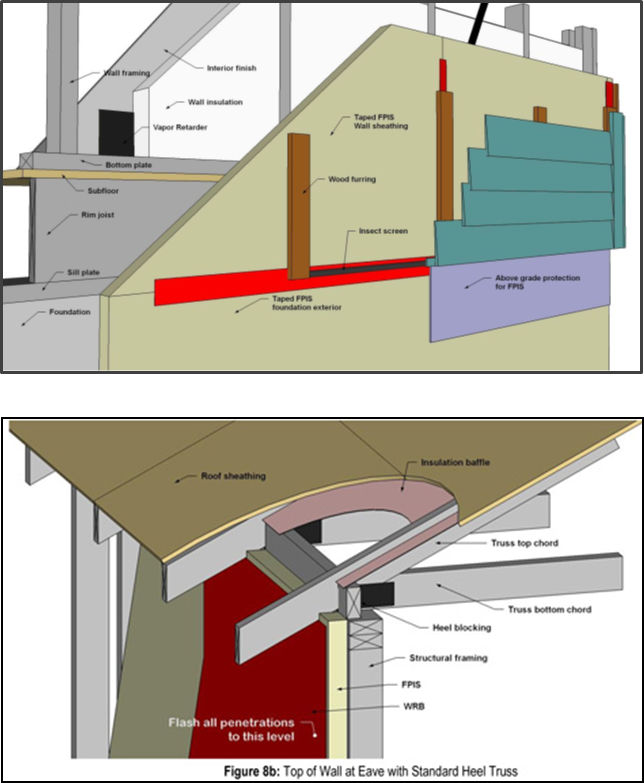 Wall framing
Interior finish
Wall insulation
Vapor Retarder
Taped FPIS
Wall sheathing
Bottom plate
Wood furring
Subfloor
Rim joist
Insect screen
Sill plate
Above grade protection
for FPIS
Taped FPIS
foundation exterior
Foundation
Roof sheathing
Insulation baffle
Truss top chord
Truss bottom chord
Heel blocking
Structural framing
FPIS
WRB
Flash all penetrations
to this level
Figure 8b: Top of Wall at Eave with Standard Heel Truss